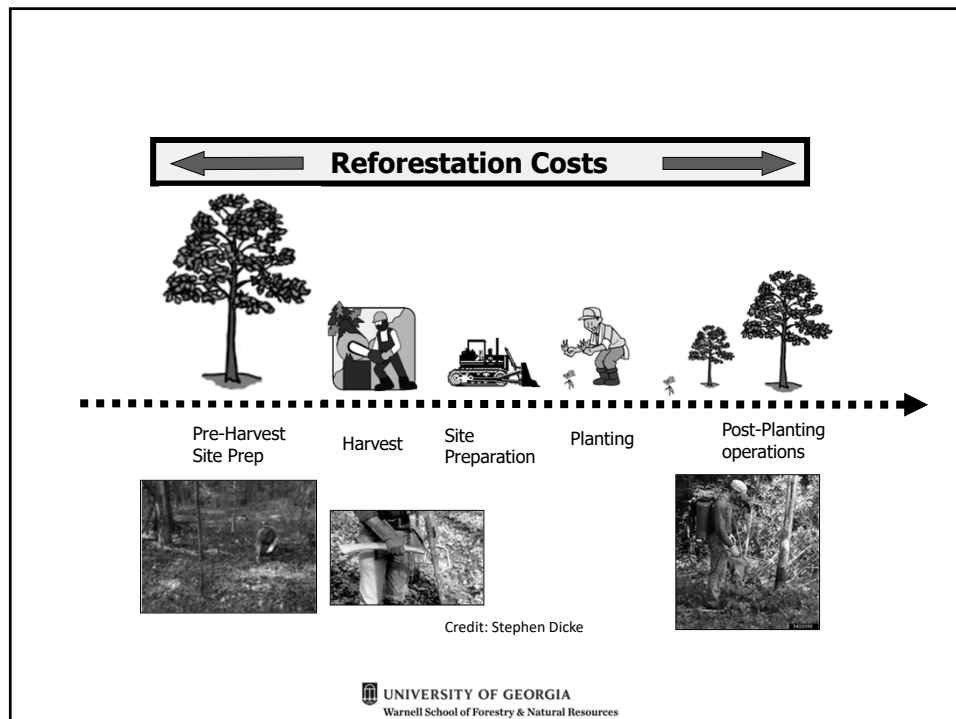 Reforestation Costs
Pre-Harvest
Site Prep
Harvest
Site
Preparation
Planting
Post-Planting
operations
Credit: Stephen Dicke
UNIVERSITY OF GEORGIA
Warnell School of Forestry & Natural Resources